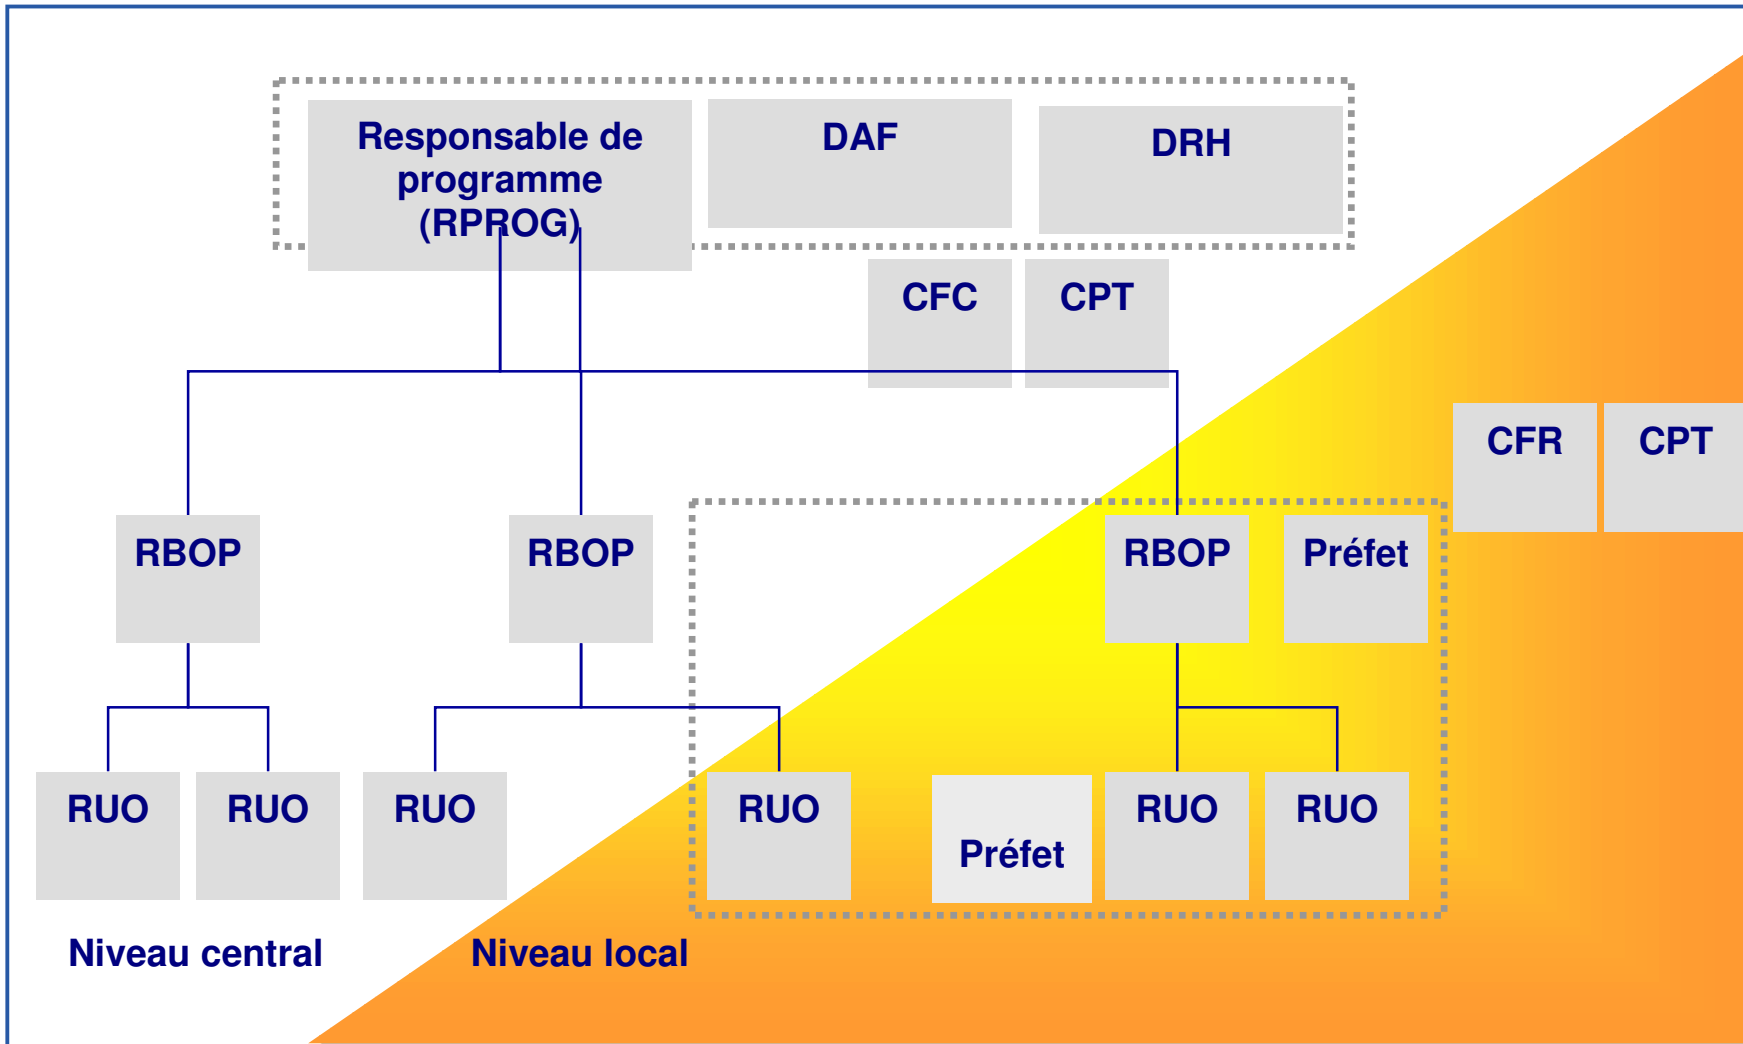 Responsable de
programme
(RPROG)
DAF
DRH
CFC
CPT
CFR
CPT
RBOP
RBOP
RBOP
Préfet
RUO
RUO
RUO
RUO
Préfet
RUO
RUO
Niveau central
Niveau local